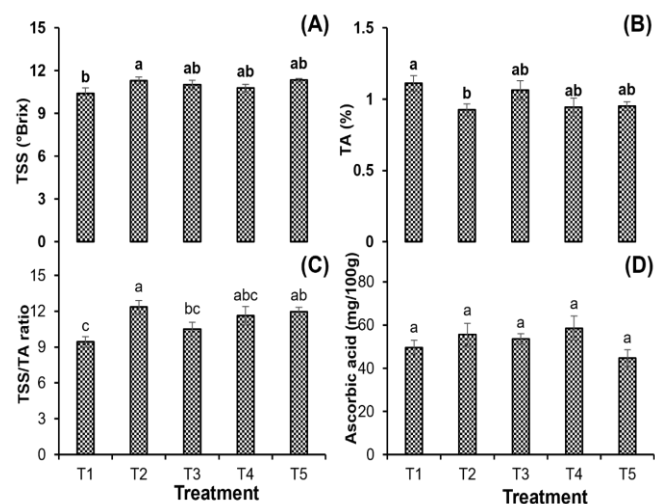 (A)
TSS (°Brix)
15
12
9
6
3
0
b
a
ab
ab
ab
(B)
TA (%)
1.5
1
0.5
0
a
b
ab
ab
ab
(C)
TSS/TA ratio
15
12
9
6
3
0
c
a
bc
abc
ab
T1 T2 T3 T4 T5
Treatment
(D)
Ascorbic acid (mg/100g)
80
60
40
20
0
a
a
a
a
a
T1 T2 T3 T4 T5
Treatment